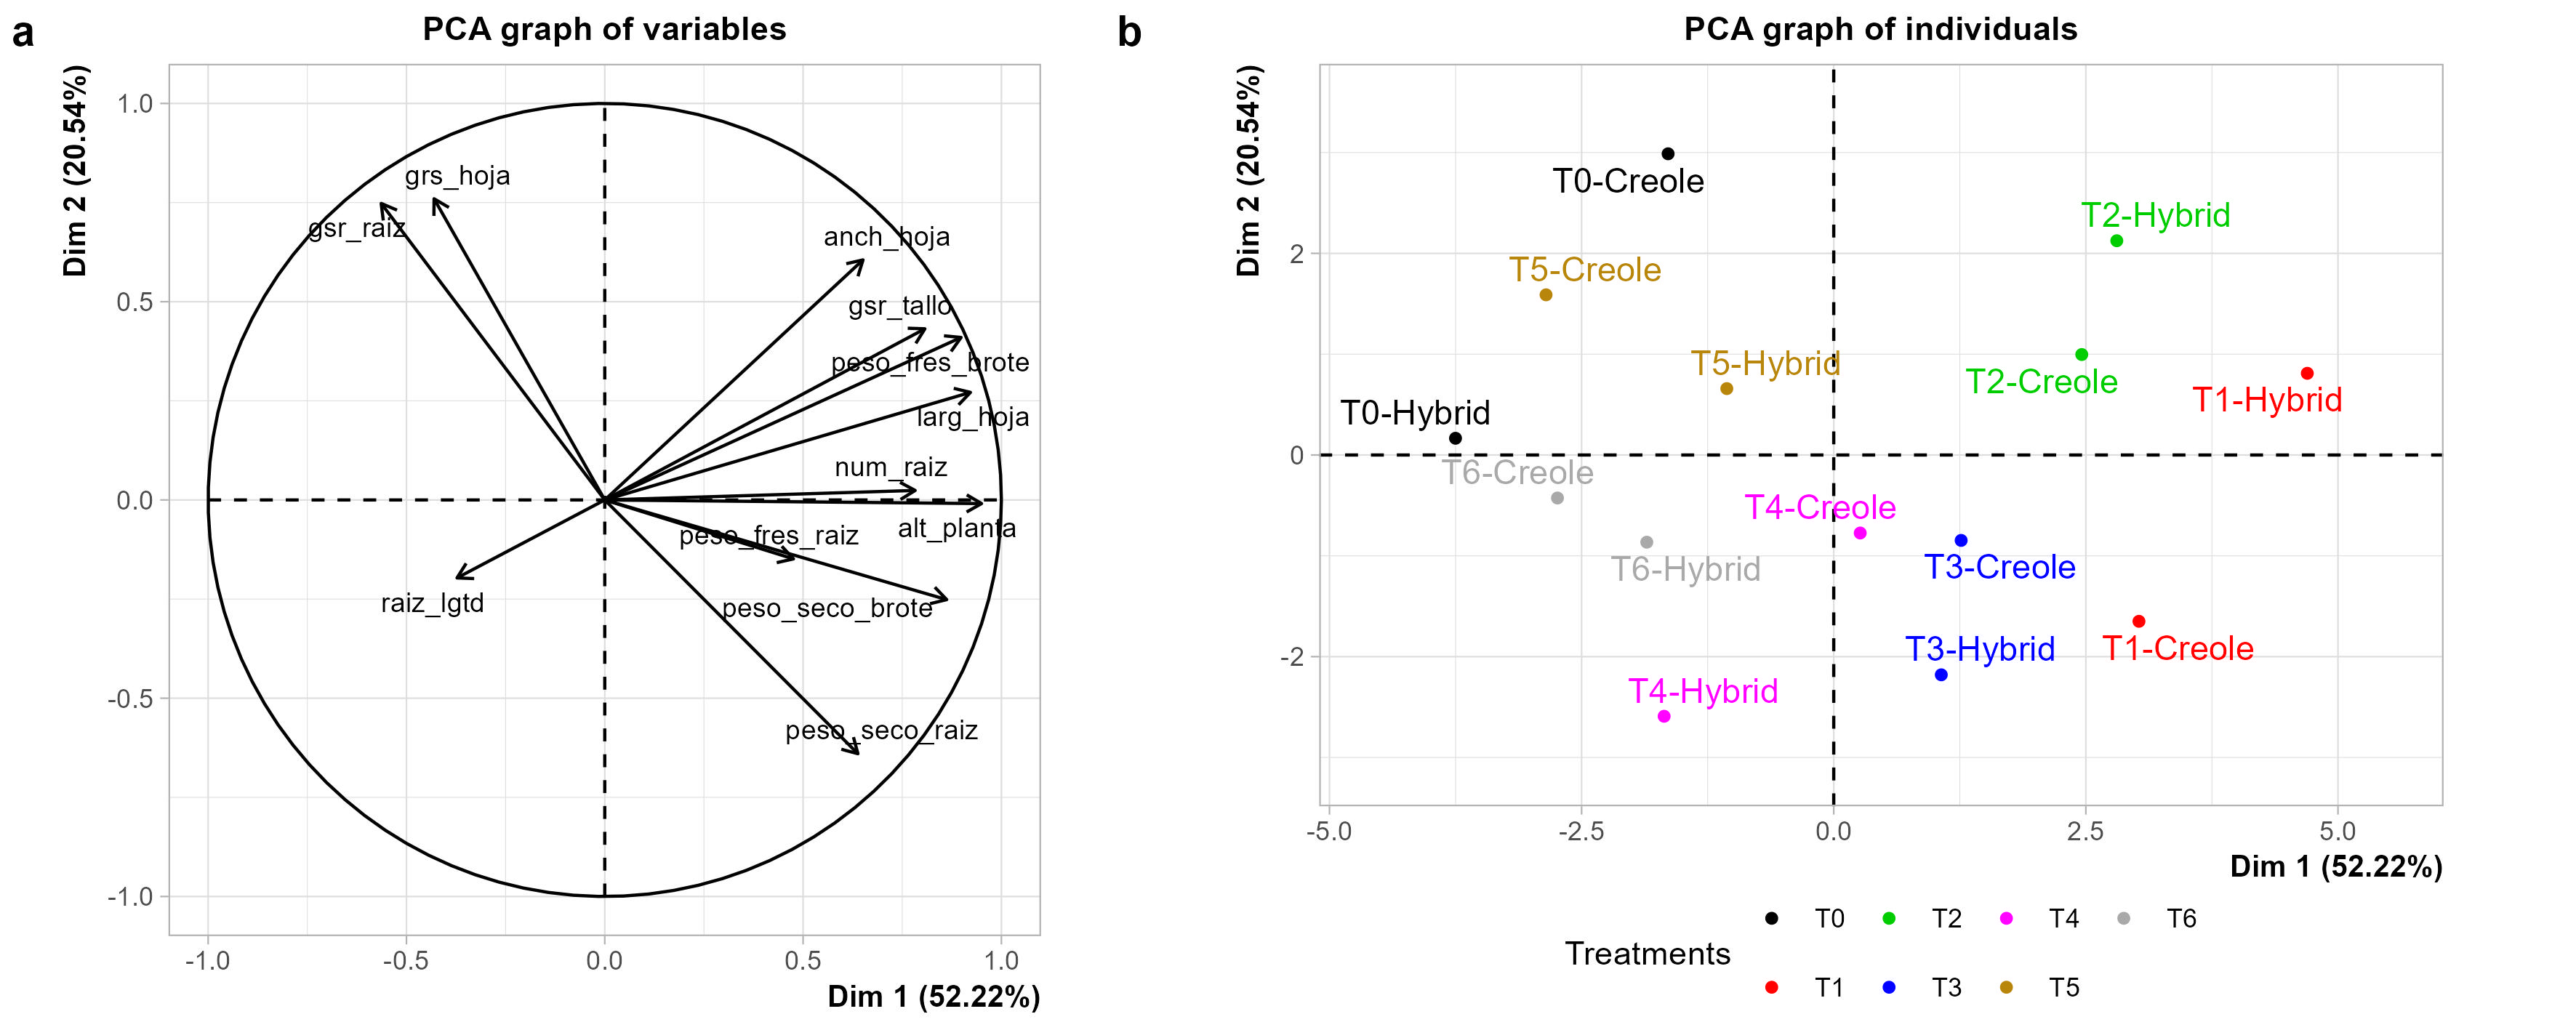 a
PCA graph of variables
Dim 2 (20.54%)
1.0
0.5
0.0
-0.5
-1.0
grs_hoja
gsr_raiz
anch_hoja
gsr_tallo
peso_fres_brote
larg_hoja
num_raiz
alt_planta
peso_fres_raiz
raiz_lgtd
peso_seco_brote
peso_seco_raiz
-1.0 -0.5 0.0 0.5 1.0
Dim 1 (52.22%)
b
PCA graph of individuals
Dim 2 (20.54%)
2
0
-2
T0-Creole
T2-Hybrid
T5-Creole
T5-Hybrid
T2-Creole
T1-Hybrid
T0-Hybrid
T6-Creole
T4-Creole
T6-Hybrid
T3-Creole
T3-Hybrid
T1-Creole
T4-Hybrid
-5.0 -2.5 0.0 2.5 5.0
Dim 1 (52.22%)
Treatments
T0 T2 T4 T6
T1 T3 T5